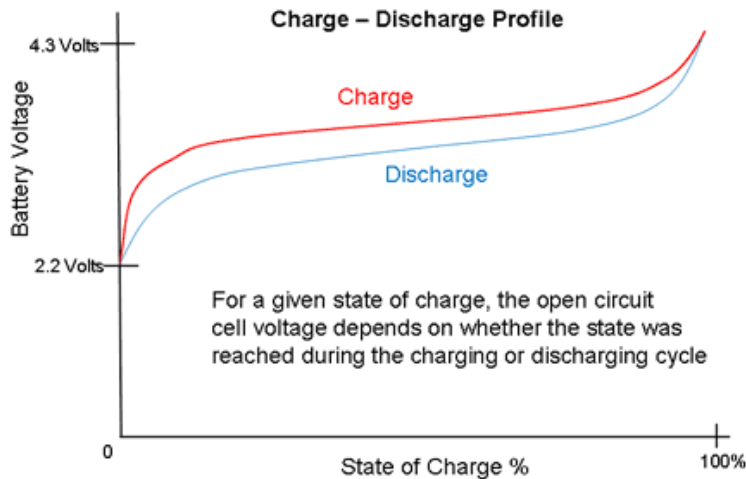 Charge – Discharge Profile
4.3 Volts
Charge
Battery Voltage
Discharge
2.2 Volts
For a given state of charge, the open circuit
cell voltage depends on whether the state was
reached during the charging or discharging cycle
0
100%
State of Charge %